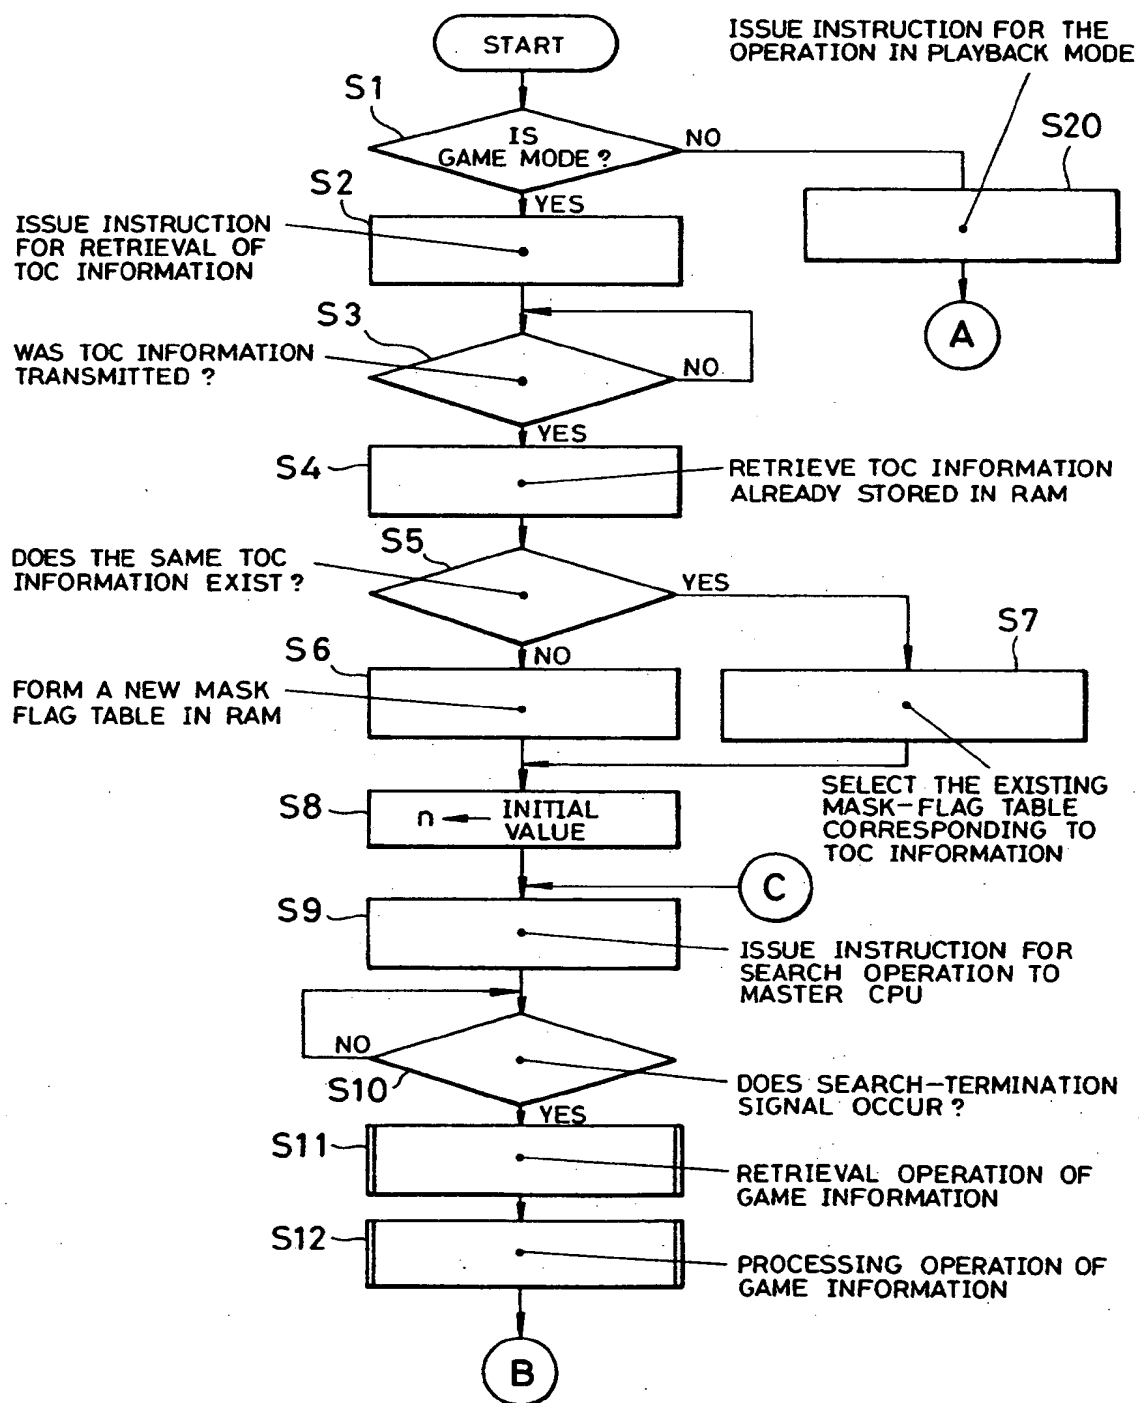 START
ISSUE INSTRUCTION FOR THE
OPERATION IN PLAYBACK MODE
S1
IS
GAME MODE?
NO
S20
YES
S2
ISSUE INSTRUCTION
FOR RETRIEVAL OF
TOC INFORMATION
A
S3
WAS TOC INFORMATION
TRANSMITTED?
NO
YES
S4
RETRIEVE TOC INFORMATION
ALREADY STORED IN RAM
S5
DOES THE SAME TOC
INFORMATION EXIST?
YES
S7
NO
S6
FORM A NEW MASK
FLAG TABLE IN RAM
SELECT THE EXISTING
MASK-FLAG TABLE
CORRESPONDING TO
TOC INFORMATION
S8
n ← INITIAL
VALUE
C
S9
ISSUE INSTRUCTION FOR
SEARCH OPERATION TO
MASTER CPU
NO
S10
DOES SEARCH-TERMINATION
SIGNAL OCCUR?
YES
S11
RETRIEVAL OPERATION OF
GAME INFORMATION
S12
PROCESSING OPERATION OF
GAME INFORMATION
B